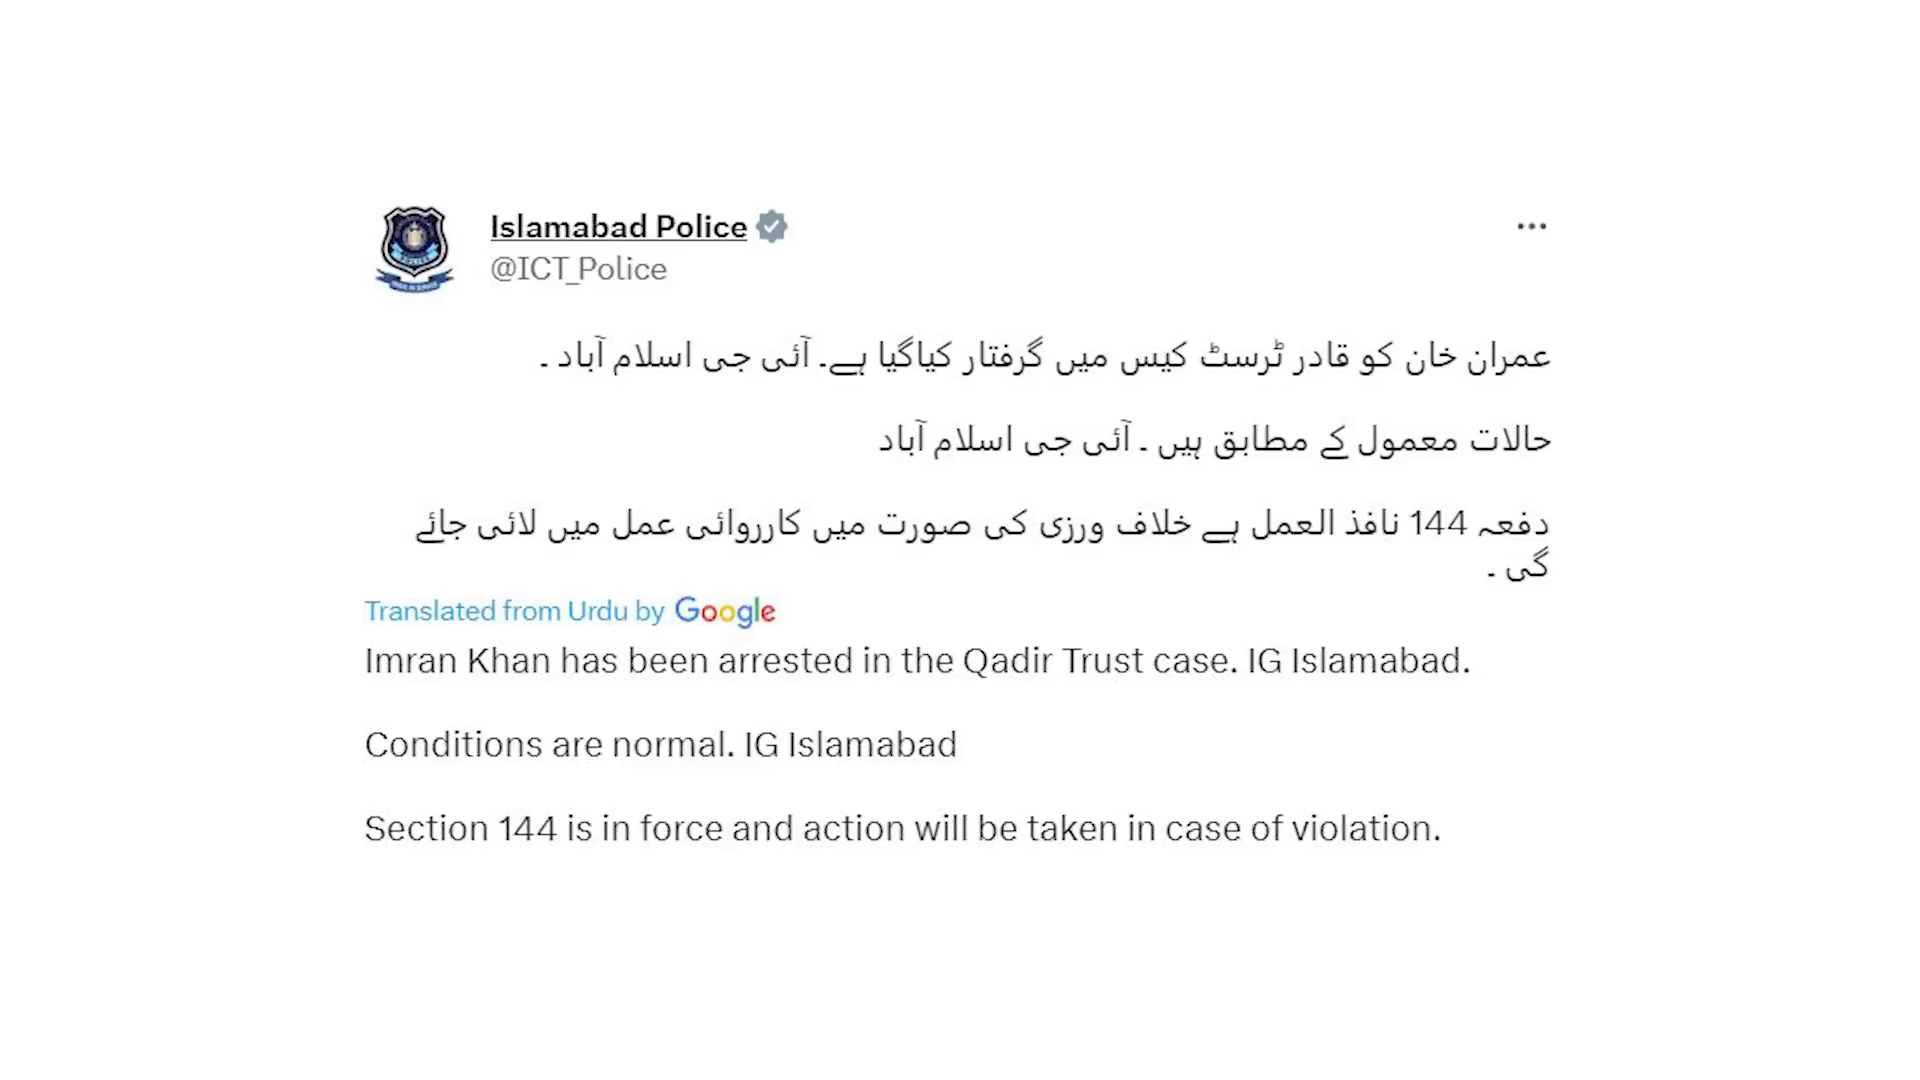 Islamabad Police
@ICT_Police
عمران خان کو قادر ٹرسٹ کیس میں گرفتار کیاگیا ہے۔ آئی جی اسلام آباد ۔
حالات معمول کے مطابق ہیں ۔ آئی جی اسلام آباد
دفعہ 144 نافذ العمل ہے خلاف ورزی کی صورت میں کارروائی عمل میں لائی جائے
گی ۔
Translated from Urdu by Google
Imran Khan has been arrested in the Qadir Trust case. IG Islamabad.
Conditions are normal. IG Islamabad
Section 144 is in force and action will be taken in case of violation.